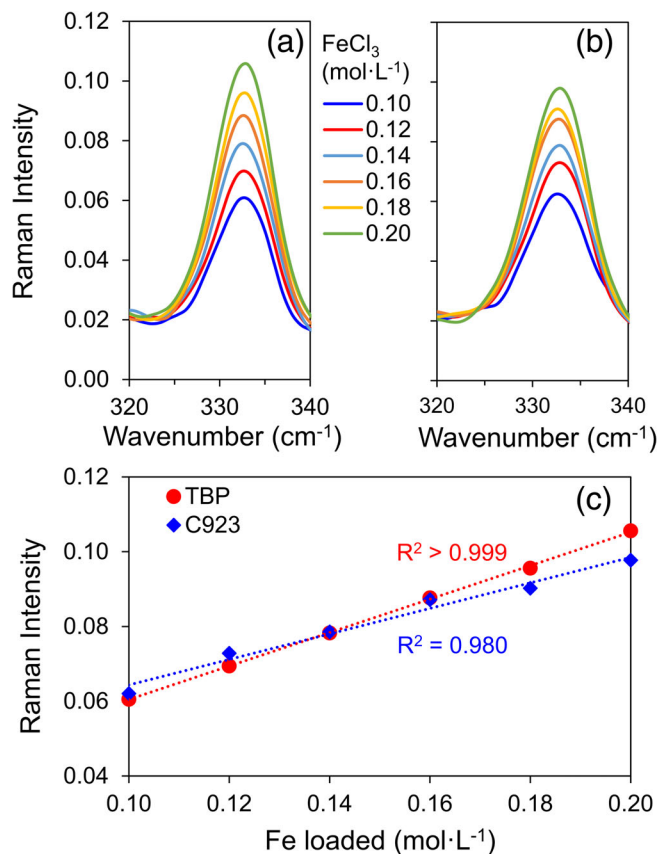 (a)
(b)
Raman Intensity
0.12
0.10
0.08
0.06
0.04
0.02
0.00
320
330
340
Wavenumber (cm⁻¹)
FeCl₃
(mol·L⁻¹)
0.10
0.12
0.14
0.16
0.18
0.20
320
330
340
Wavenumber (cm⁻¹)
(c)
Raman Intensity
0.12
0.10
0.08
0.06
0.04
TBP
C923
R² > 0.999
R² = 0.980
0.10
0.12
0.14
0.16
0.18
0.20
Fe loaded (mol·L⁻¹)